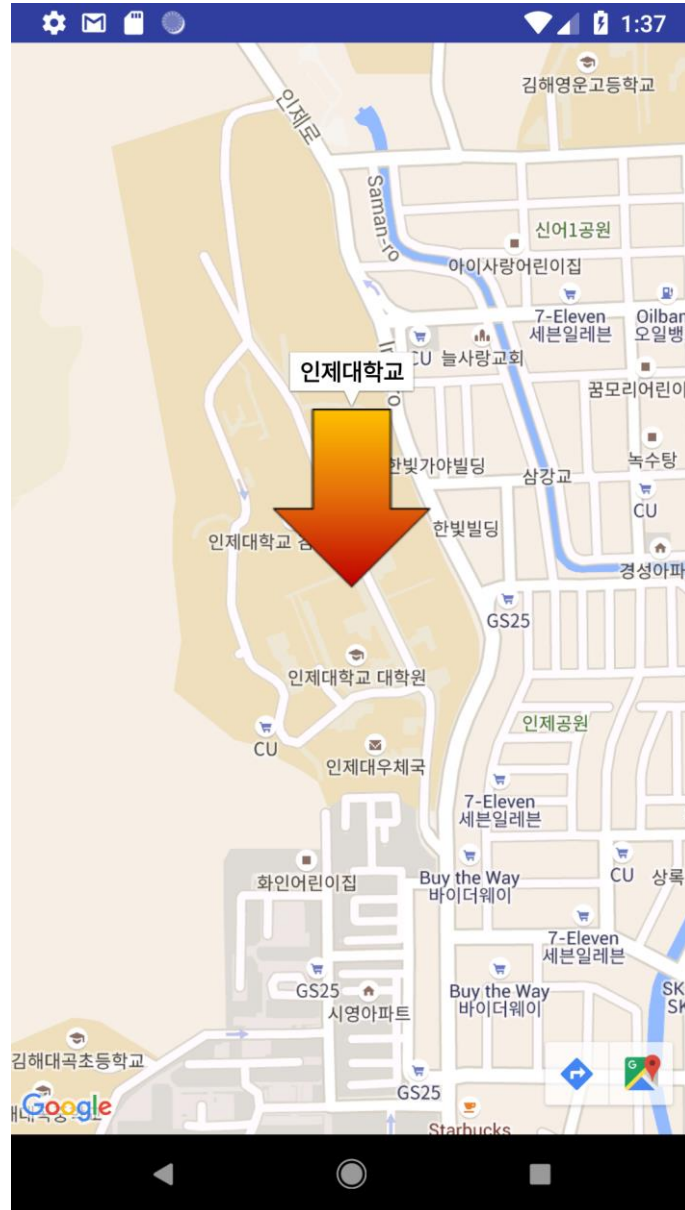 1:37
김해영운고등학교
인제로
Saman-ro
신어1공원
아이사랑어린이집
7-Eleven
세븐일레븐
오일뱅
CU
늘사랑교회
인제대학교
꿈모리어린이
녹수탕
한빛가야빌딩
삼강교
CU
한빛빌딩
인제대학교
경성아파
GS25
인제대학교 대학원
인제공원
CU
인제대우체국
7-Eleven
세븐일레븐
Buy the Way
바이더웨이
CU
상록
화인어린이집
7-Eleven
세븐일레븐
GS25
Buy the Way
바이더웨이
SK
시영아파트
김해대곡초등학교
GS25
Google
Starbucks